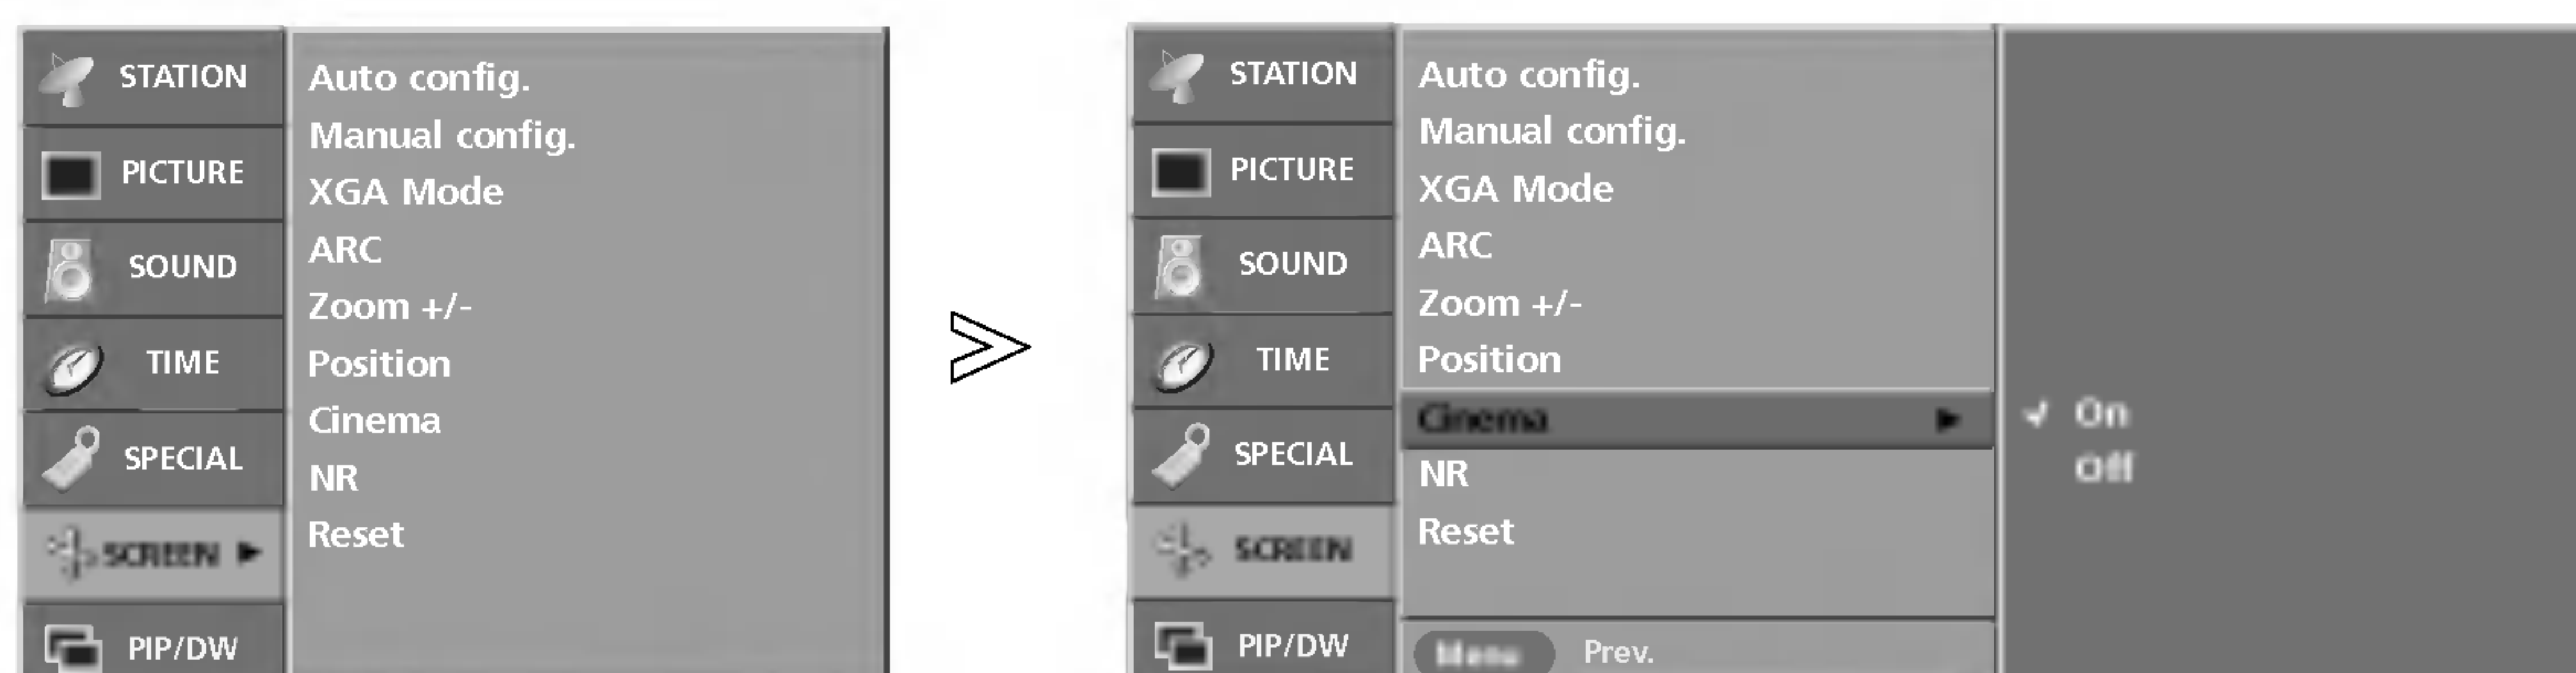 STATION
PICTURE
SOUND
TIME
SPECIAL
SCREEN
PIP/DW
Auto config.
Manual config.
XGA Mode
ARC
Zoom +/-
Position
Cinema
NR
Reset
STATION
PICTURE
SOUND
TIME
SPECIAL
SCREEN
PIP/DW
Auto config.
Manual config.
XGA Mode
ARC
Zoom +/-
Position
Cinema
NR
Reset
Menu Prev.
On
Off